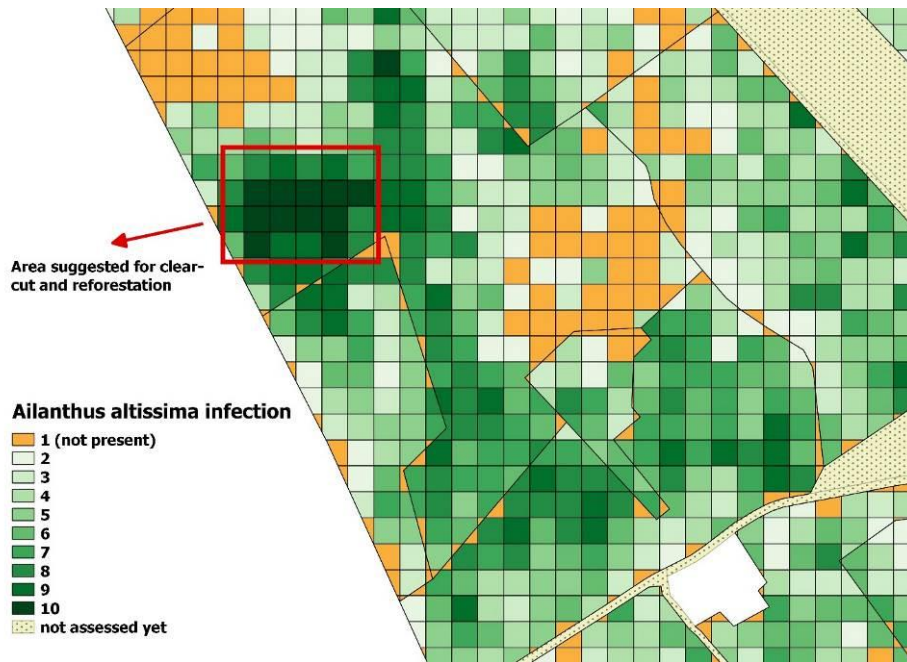 Area suggested for clear-
cut and reforestation
Ailanthus altissima infection
1 (not present)
2
3
4
5
6
7
8
9
10
not assessed yet